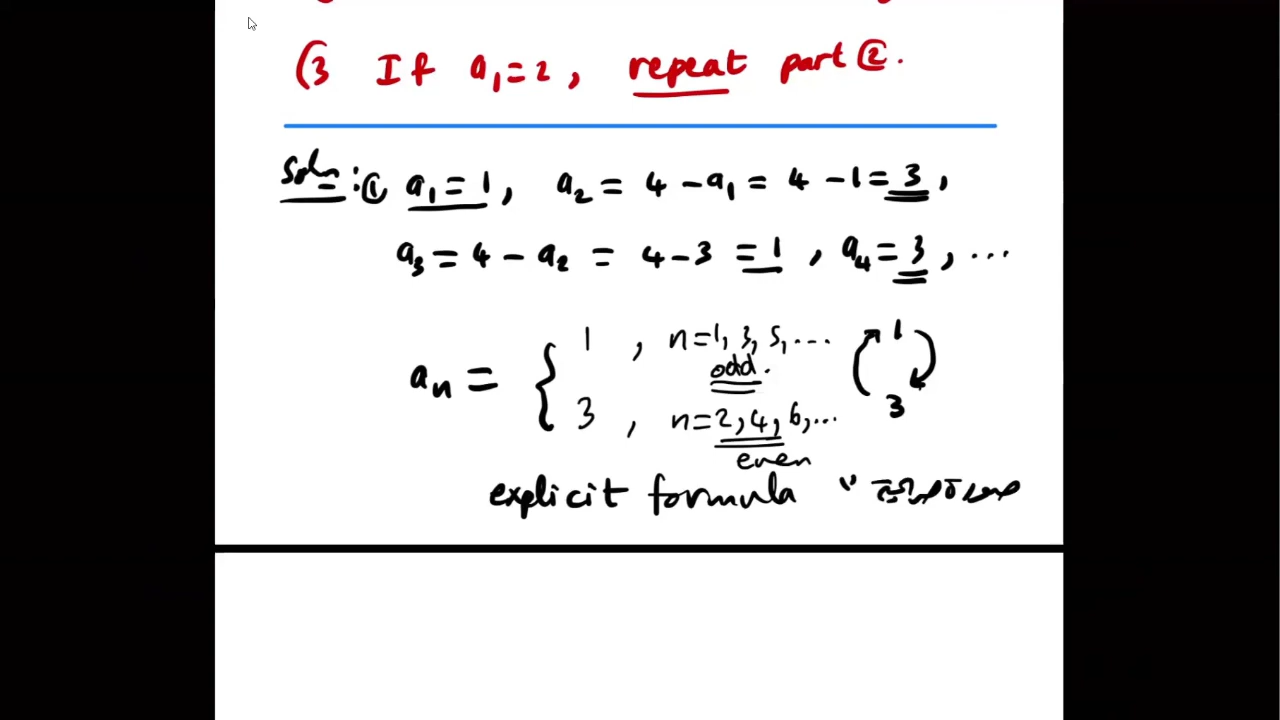 (3 If a₁=2, repeat part ②.
Soln: ① a₁ = 1, a₂ = 4 - a₁ = 4 - 1 = 3,
a₃ = 4 - a₂ = 4 - 3 = 1, a₄ = 3, ...
aₙ = { 1, n=1, 3, 5, ... 1
odd.
3, n=2, 4, 6, ... 3
even
explicit formula "